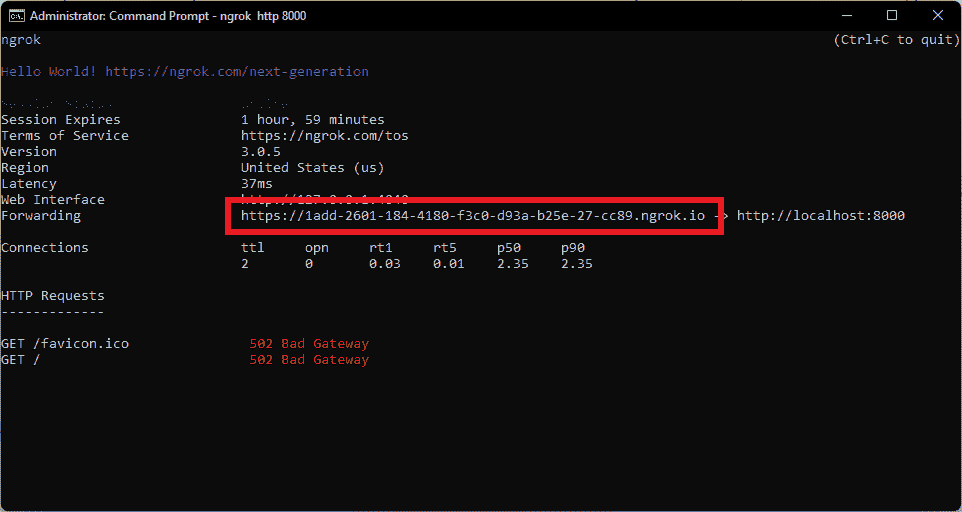 Administrator: Command Prompt - ngrok http 8000
ngrok (Ctrl+C to quit)
Hello World! https://ngrok.com/next-generation
Session Expires 1 hour, 59 minutes
Terms of Service https://ngrok.com/tos
Version 3.0.5
Region United States (us)
Latency 37ms
Web Interface
Forwarding https://1add-2601-184-4180-f3c0-d93a-b25e-27-cc89.ngrok.io -> http://localhost:8000
Connections ttl opn rt1 rt5 p50 p90
2 0 0.03 0.01 2.35 2.35
HTTP Requests
-------------
GET /favicon.ico 502 Bad Gateway
GET / 502 Bad Gateway